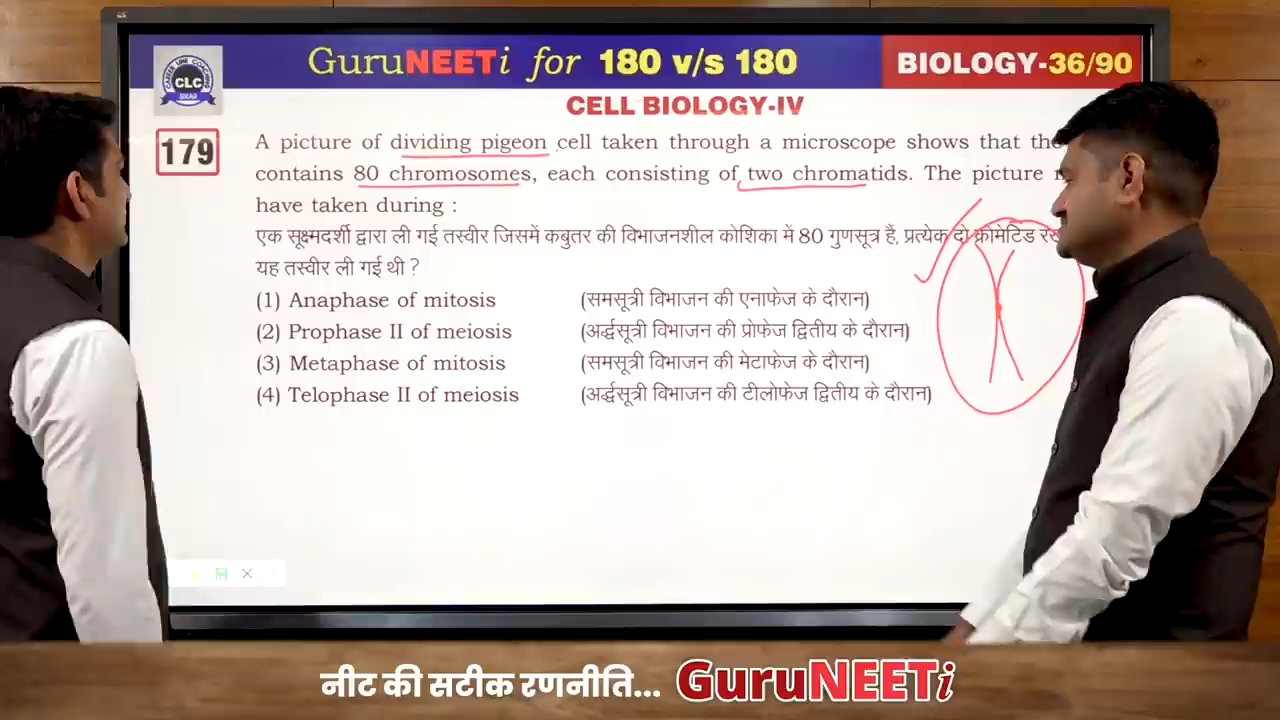 GuruNEETi for 180 v/s 180
BIOLOGY-36/90
CLC
SIKAR
CELL BIOLOGY-IV
179
A picture of dividing pigeon cell taken through a microscope shows that the
contains 80 chromosomes, each consisting of two chromatids. The picture
have taken during :
एक सूक्ष्मदर्शी द्वारा ली गई तस्वीर जिसमें कबुतर की विभाजनशील कोशिका में 80 गुणसूत्र हैं, प्रत्येक दो क्रोमेटिड
यह तस्वीर ली गई थी ?
(1) Anaphase of mitosis (समसूत्री विभाजन की एनाफेज के दौरान)
(2) Prophase II of meiosis (अर्द्धसूत्री विभाजन की प्रोफेज द्वितीय के दौरान)
(3) Metaphase of mitosis (समसूत्री विभाजन की मेटाफेज के दौरान)
(4) Telophase II of meiosis (अर्द्धसूत्री विभाजन की टीलोफेज द्वितीय के दौरान)
नीट की सटीक रणनीति... GuruNEETi